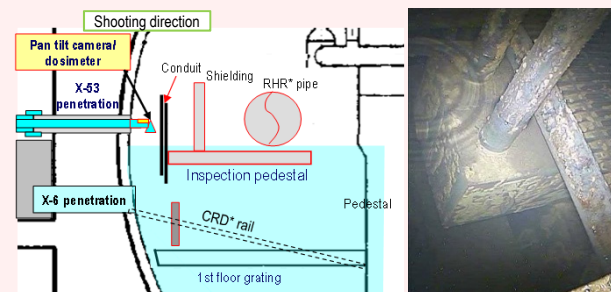 Shooting direction
Pan tilt camera/
dosimeter
X-53
penetration
Conduit
Shielding
RHR* pipe
Inspection pedestal
X-6 penetration
Pedestal
CRD* rail
1st floor grating